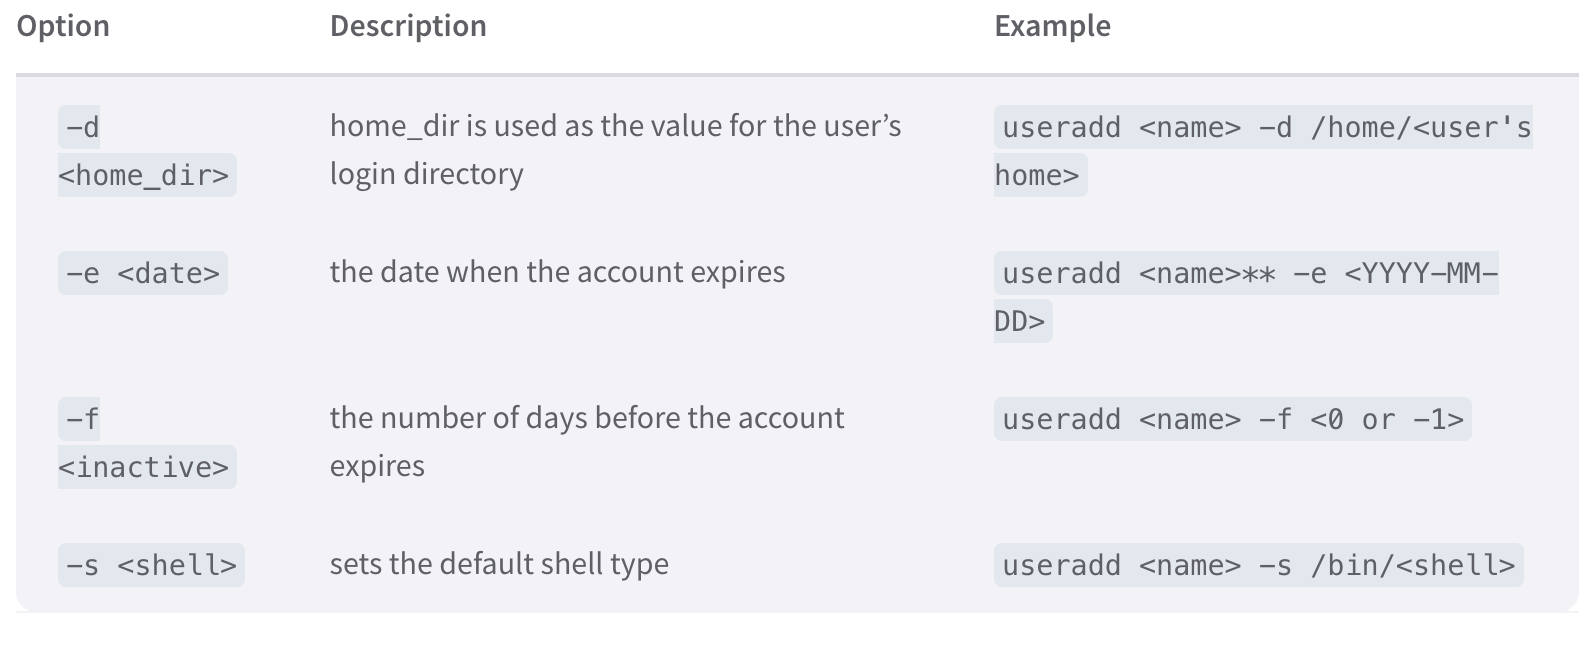 Option Description Example
-d <home_dir> home_dir is used as the value for the user’s login directory useradd <name> -d /home/<user's home>
-e <date> the date when the account expires useradd <name>** -e <YYYY-MM-DD>
-f <inactive> the number of days before the account expires useradd <name> -f <0 or -1>
-s <shell> sets the default shell type useradd <name> -s /bin/<shell>